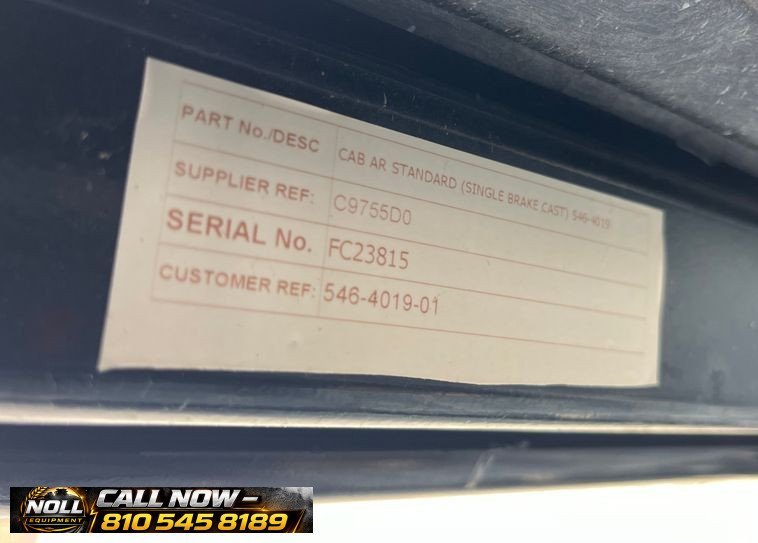 PART No./DESC CAB AR STANDARD (SINGLE BRAKE CAST) 546-4019
SUPPLIER REF: C9755D0
SERIAL No. FC23815
CUSTOMER REF: 546-4019-01
NOLL
EQUIPMENT
CALL NOW -
810 545 8189